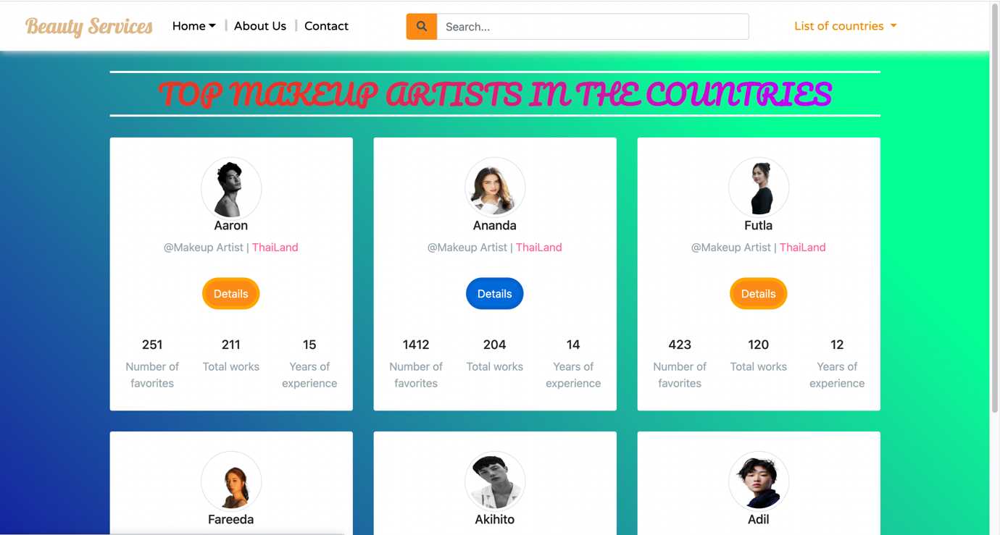 Beauty Services Home About Us Contact Search... List of countries
TOP MAKEUP ARTISTS IN THE COUNTRIES
Aaron
@Makeup Artist | ThaiLand
Details
251 211 15
Number of favorites Total works Years of experience
Ananda
@Makeup Artist | ThaiLand
Details
1412 204 14
Number of favorites Total works Years of experience
Futla
@Makeup Artist | ThaiLand
Details
423 120 12
Number of favorites Total works Years of experience
Fareeda
Akihito
Adil